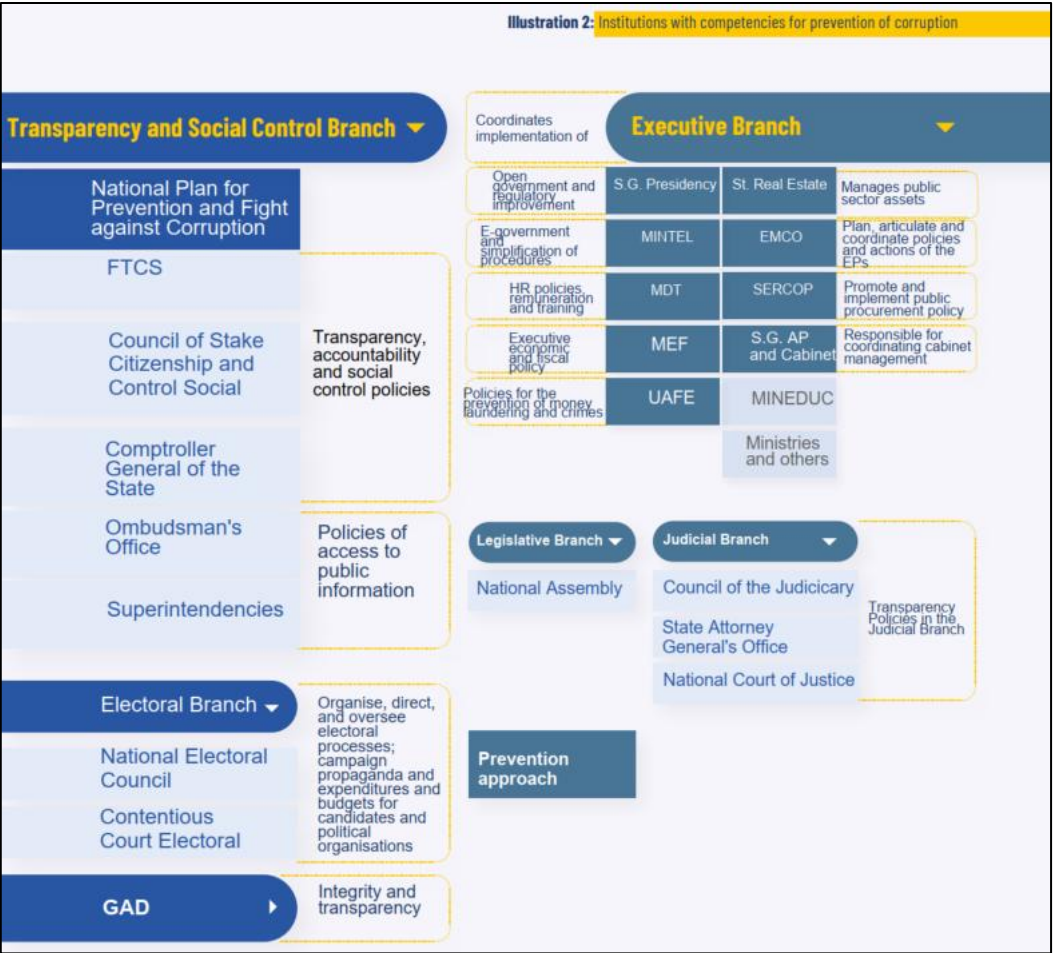 Illustration 2: Institutions with competencies for prevention of corruption
Transparency and Social Control Branch
National Plan for
Prevention and Fight
against Corruption
FTCS
Council of Stake
Citizenship and
Control Social
Comptroller
General of the
State
Transparency,
accountability
and social
control policies
Ombudsman's
Office
Superintendencies
Policies of
access to
public
information
Electoral Branch
National Electoral
Council
Contentious
Court Electoral
Organise, direct,
and oversee
electoral
processes;
campaign
propaganda and
expenditures and
budgets for
candidates and
political
organisations
GAD
Integrity and
transparency
Coordinates
implementation of
Executive Branch
Open
government and
regulatory
improvement
S.G. Presidency
St. Real Estate
Manages public
sector assets
E-government
and
simplification of
procedures
MINTEL
EMCO
Plan, articulate and
coordinate policies
and actions of the
EPs
HR policies,
remuneration
and training
MDT
SERCOP
Promote and
implement public
procurement policy
Executive
economic
and fiscal
policy
MEF
S.G. AP
and Cabinet
Responsible for
coordinating cabinet
management
Policies for the
prevention of money
laundering and crimes
UAFE
MINEDUC
Ministries
and others
Legislative Branch
National Assembly
Judicial Branch
Council of the Judicicary
State Attorney
General's Office
National Court of Justice
Transparency
Policies in the
Judicial Branch
Prevention
approach